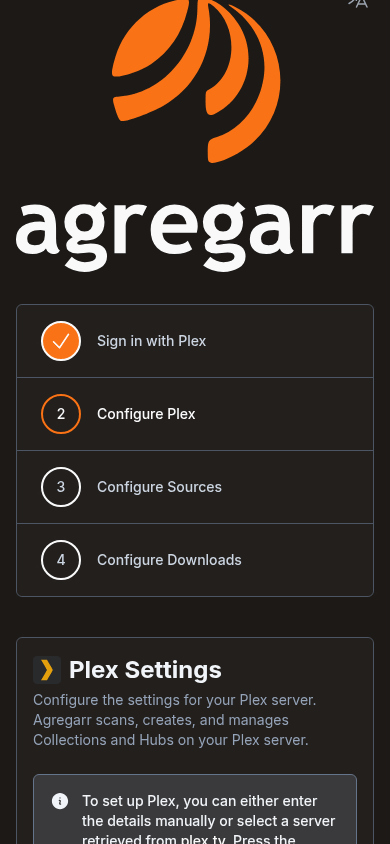 agregarr
Sign in with Plex
2 Configure Plex
3 Configure Sources
4 Configure Downloads
Plex Settings
Configure the settings for your Plex server.
Agregarr scans, creates, and manages
Collections and Hubs on your Plex server.
To set up Plex, you can either enter
the details manually or select a server
retrieved from plex.tv. Press the